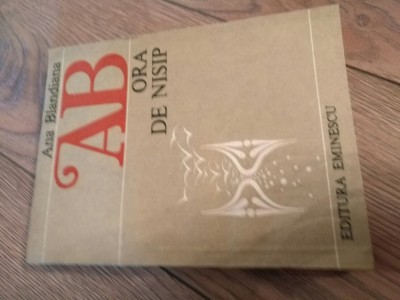 Ana Blandiana
AB
ORA
DE NISIP
EDITURA EMINESCU